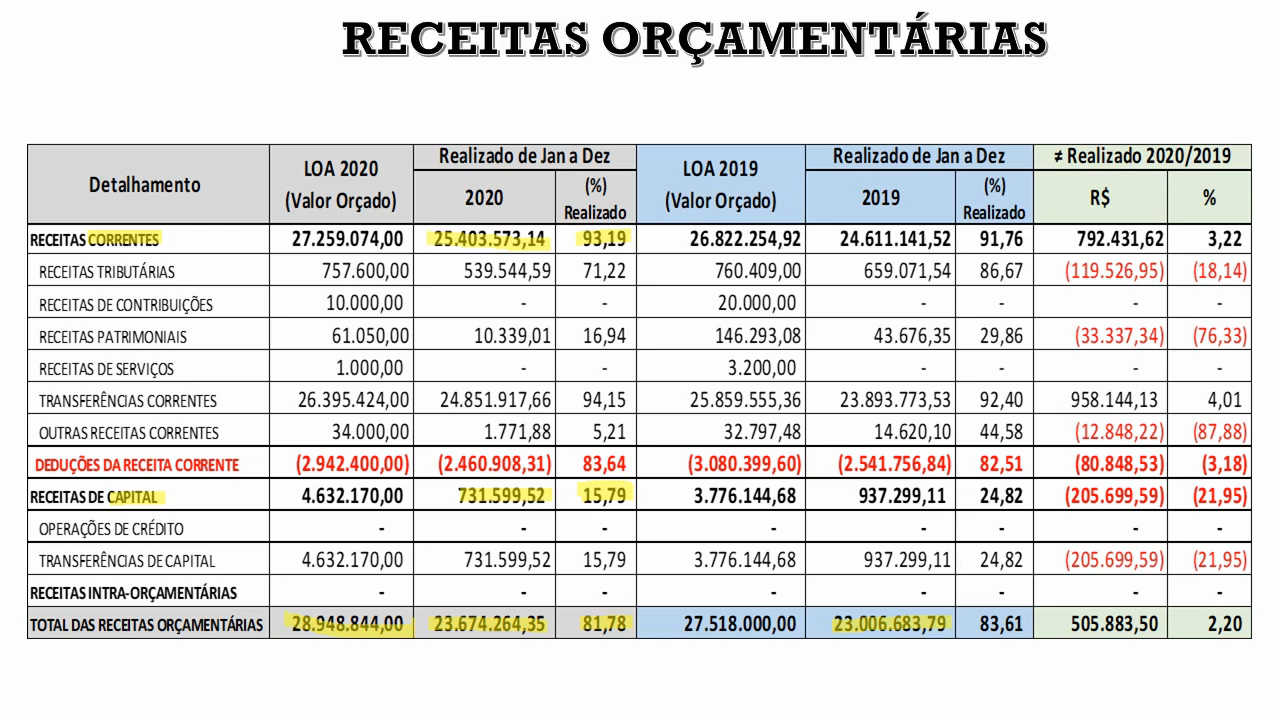 RECEITAS ORÇAMENTÁRIAS
Detalhamento LOA 2020 (Valor Orçado) Realizado de Jan a Dez 2020 (%) Realizado LOA 2019 (Valor Orçado) Realizado de Jan a Dez 2019 (%) Realizado ≠ Realizado 2020/2019 R$ %
RECEITAS CORRENTES 27.259.074,00 25.403.573,14 93,19 26.822.254,92 24.611.141,52 91,76 792.431,62 3,22
RECEITAS TRIBUTÁRIAS 757.600,00 539.544,59 71,22 760.409,00 659.071,54 86,67 (119.526,95) (18,14)
RECEITAS DE CONTRIBUIÇÕES 10.000,00 - - 20.000,00 - - - -
RECEITAS PATRIMONIAIS 61.050,00 10.339,01 16,94 146.293,08 43.676,35 29,86 (33.337,34) (76,33)
RECEITAS DE SERVIÇOS 1.000,00 - - 3.200,00 - - - -
TRANSFERÊNCIAS CORRENTES 26.395.424,00 24.851.917,66 94,15 25.859.555,36 23.893.773,53 92,40 958.144,13 4,01
OUTRAS RECEITAS CORRENTES 34.000,00 1.771,88 5,21 32.797,48 14.620,10 44,58 (12.848,22) (87,88)
DEDUÇÕES DA RECEITA CORRENTE (2.942.400,00) (2.460.908,31) 83,64 (3.080.399,60) (2.541.756,84) 82,51 (80.848,53) (3,18)
RECEITAS DE CAPITAL 4.632.170,00 731.599,52 15,79 3.776.144,68 937.299,11 24,82 (205.699,59) (21,95)
OPERAÇÕES DE CRÉDITO - - - - - - - -
TRANSFERÊNCIAS DE CAPITAL 4.632.170,00 731.599,52 15,79 3.776.144,68 937.299,11 24,82 (205.699,59) (21,95)
RECEITAS INTRA-ORÇAMENTÁRIAS - - - - - - - -
TOTAL DAS RECEITAS ORÇAMENTÁRIAS 28.948.844,00 23.674.264,35 81,78 27.518.000,00 23.006.683,79 83,61 505.883,50 2,20